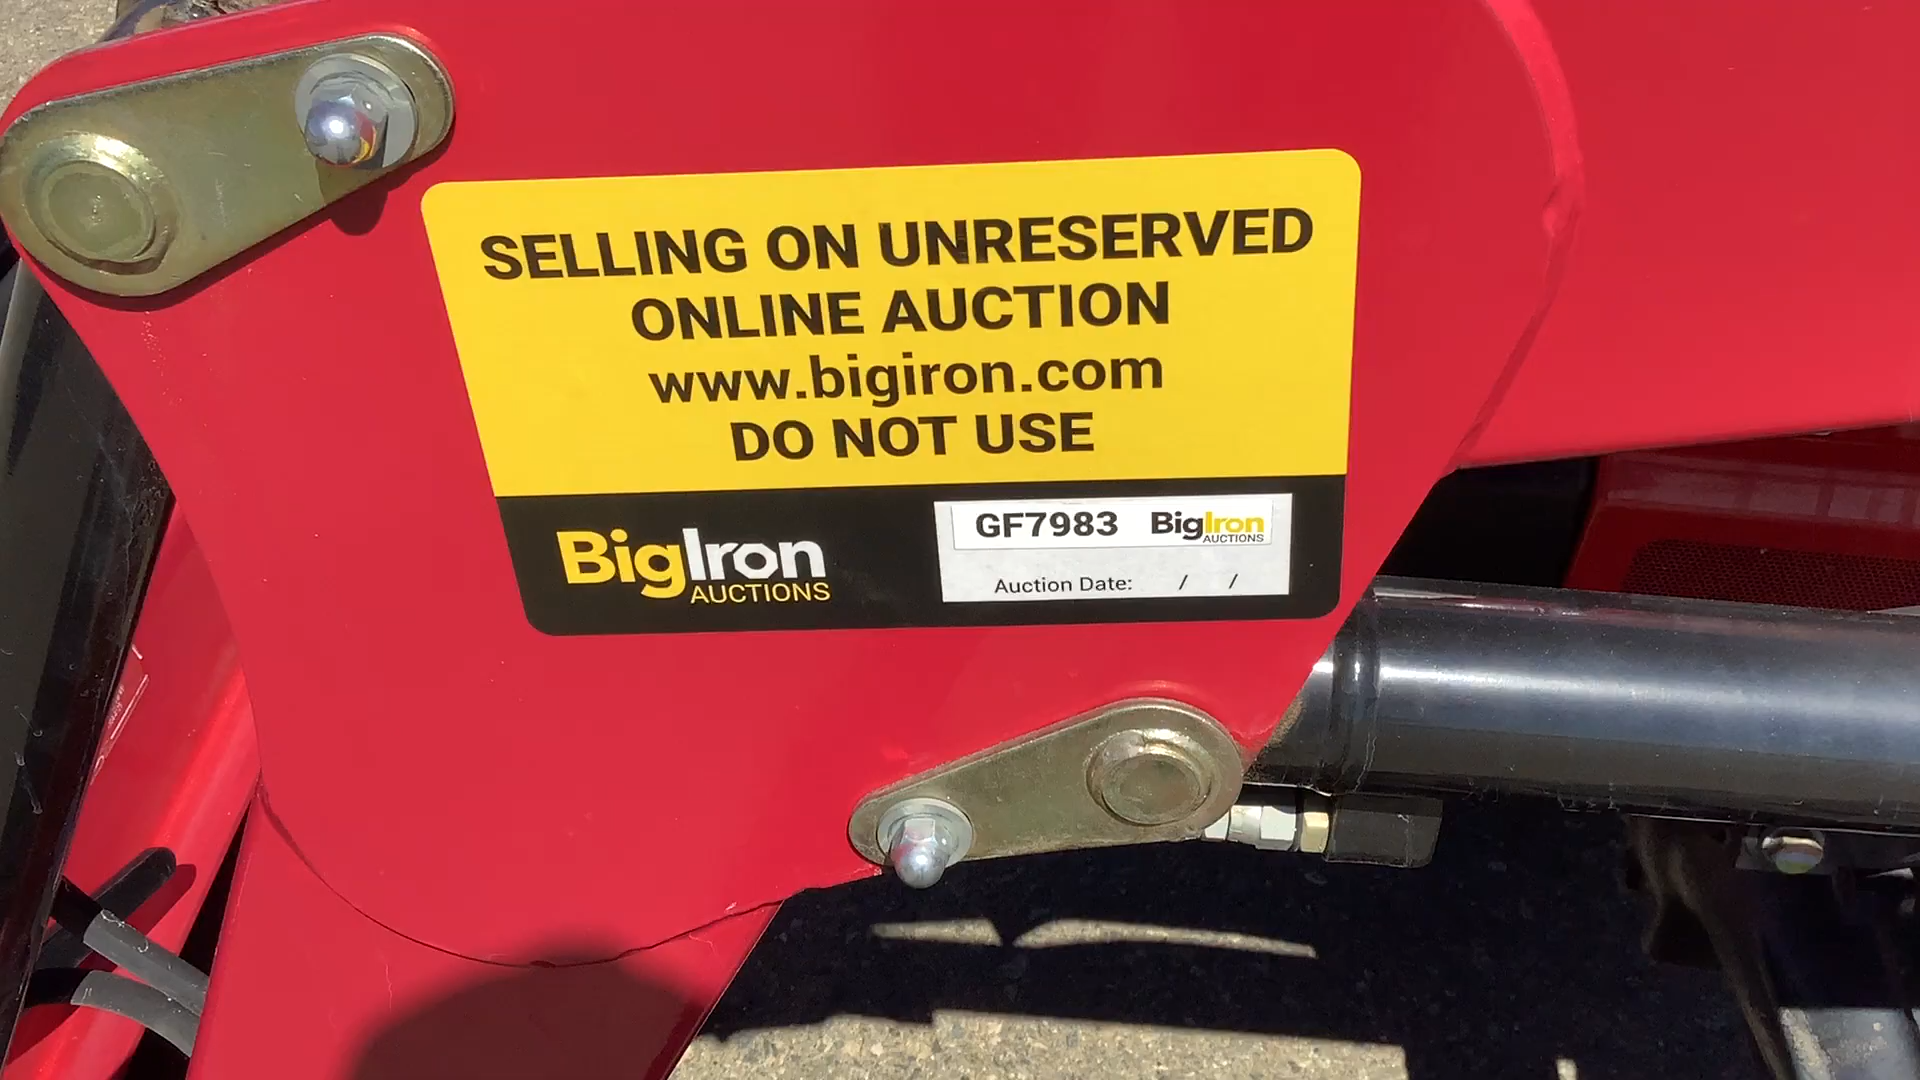 SELLING ON UNRESERVED
ONLINE AUCTION
www.bigiron.com
DO NOT USE
BigIron
AUCTIONS
GF7983 BigIron
AUCTIONS
Auction Date: / /